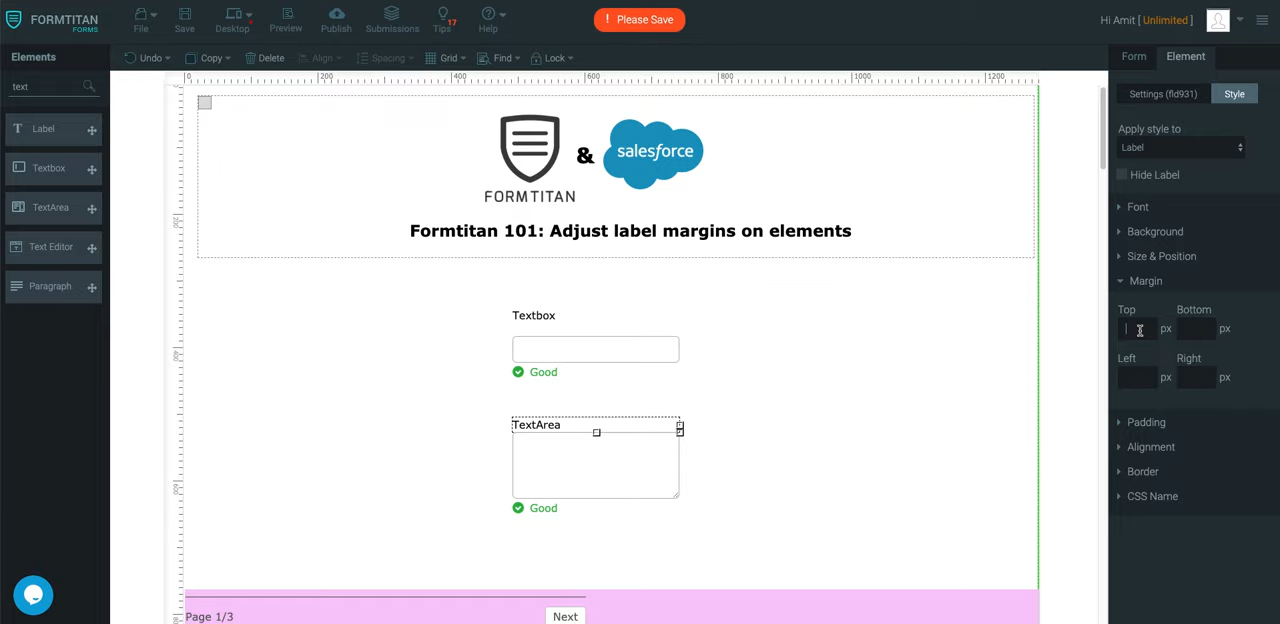 FORMTITAN
FORMS
File
Save
Desktop
Preview
Publish
Submissions
Tips
17
Help
! Please Save
Hi Amit [ Unlimited ]
Elements
Undo
Copy
Delete
Align
Spacing
Grid
Find
Lock
Form
Element
text
0
200
400
600
800
1000
1200
Settings (fld931)
Style
Label
Textbox
TextArea
Text Editor
Paragraph
FORMTITAN
&
salesforce
Formtitan 101: Adjust label margins on elements
Textbox
Good
TextArea
Good
Page 1/3
Next
200
400
600
Apply style to
Label
Hide Label
Font
Background
Size & Position
Margin
Top
Bottom
px
px
Left
Right
px
px
Padding
Alignment
Border
CSS Name